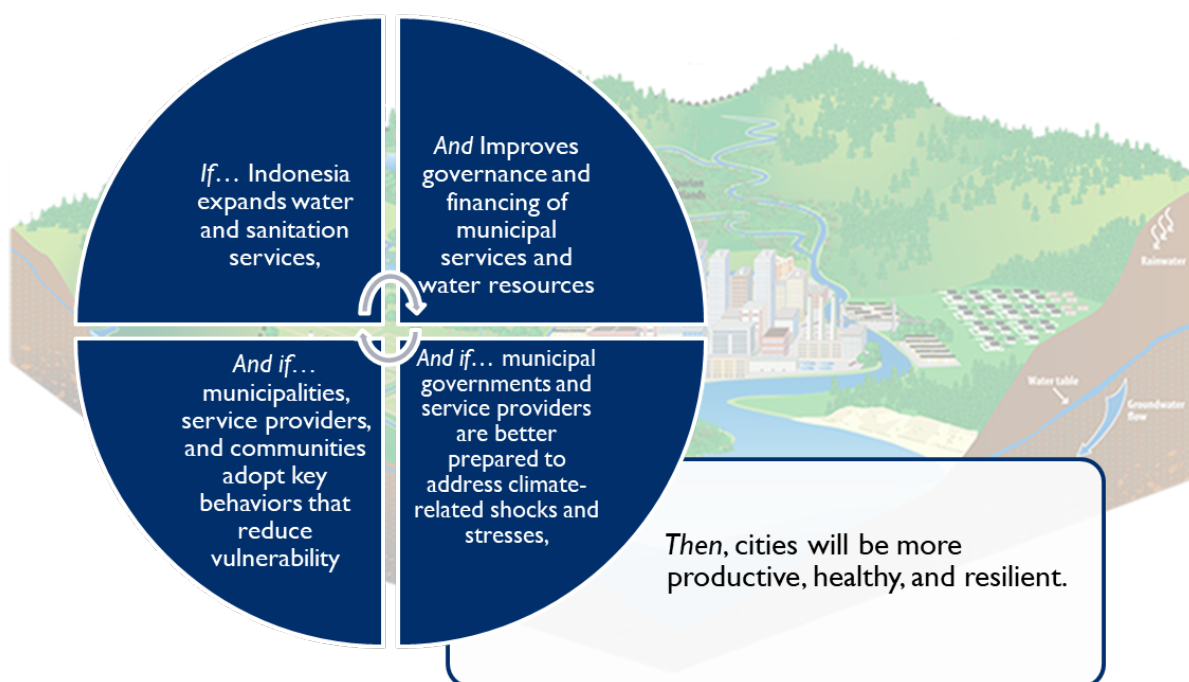 If… Indonesia
expands water
and sanitation
services,
And Improves
governance and
financing of
municipal
services and
water resources
And if… municipal
governments and
service providers
are better
prepared to
address climate-
related shocks and
stresses,
And if…
municipalities,
service providers,
and communities
adopt key
behaviors that
reduce
vulnerability
Then, cities will be more
productive, healthy, and resilient.
Rainwater
Water table
Groundwater
flow